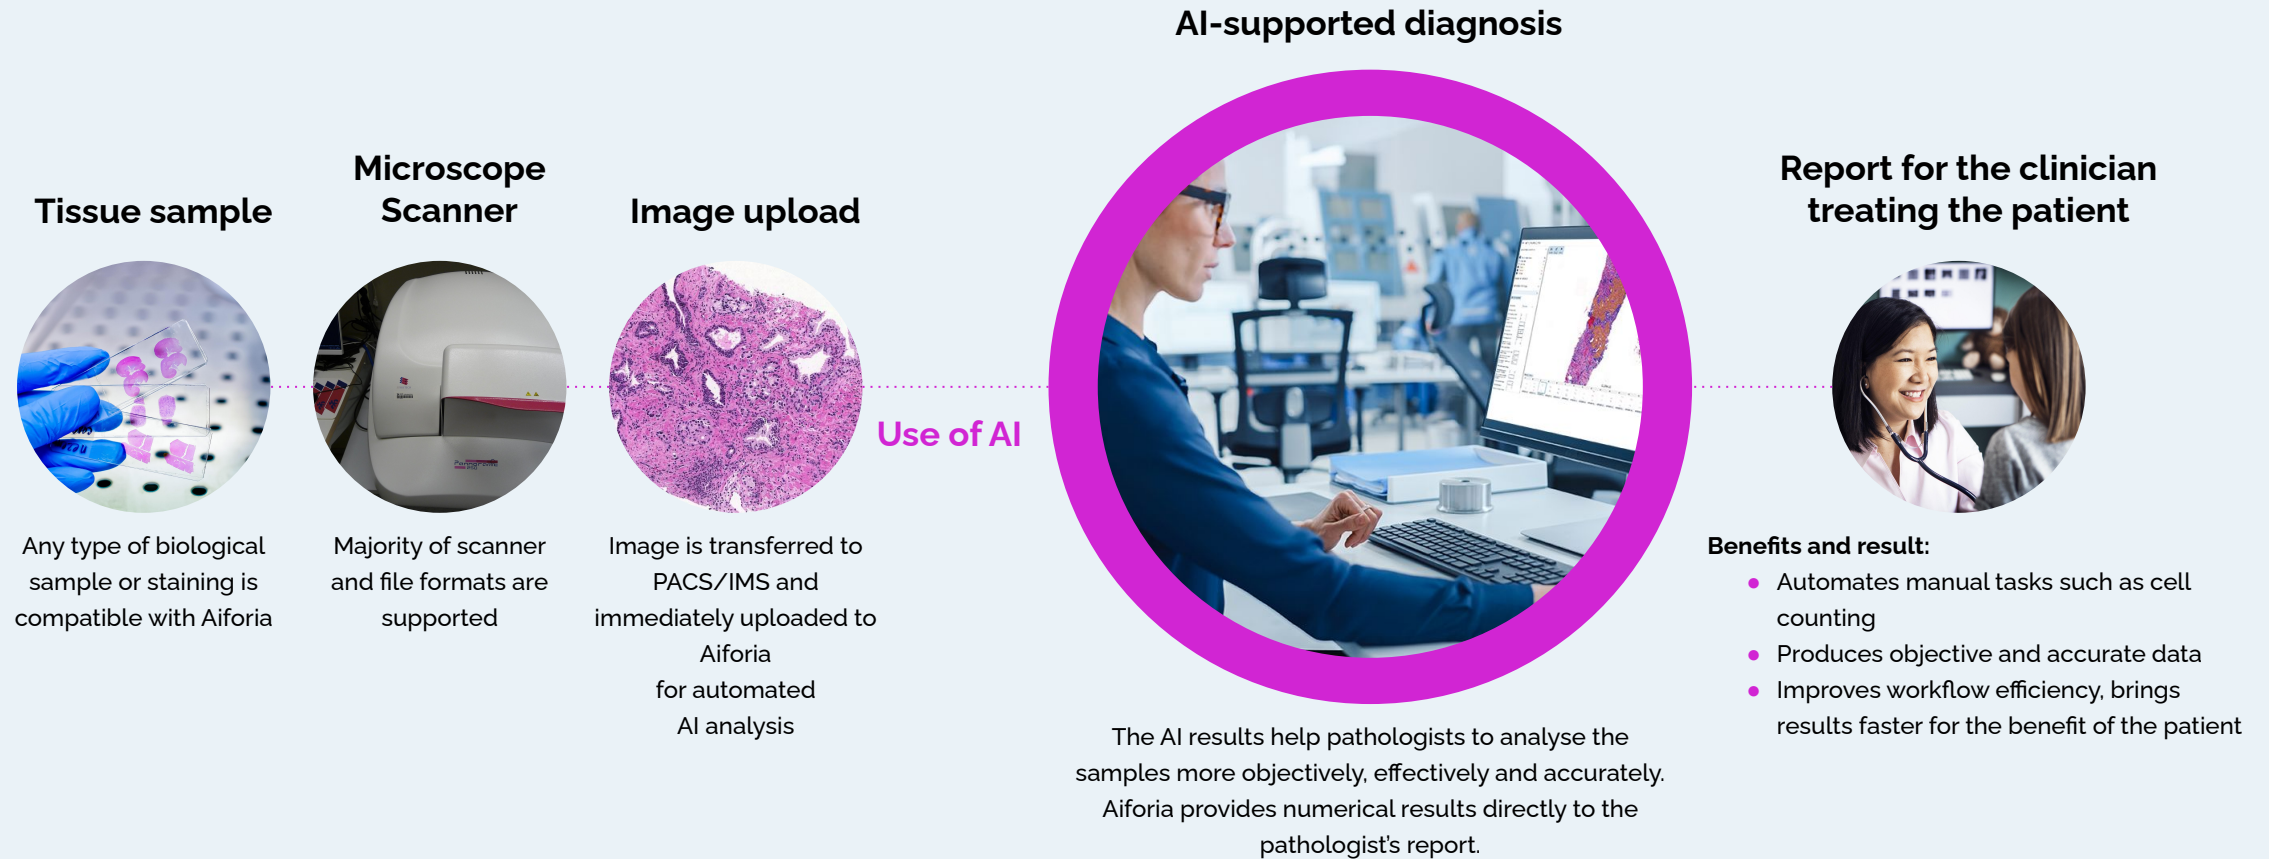 AI-supported diagnosis
Tissue sample
Microscope
Scanner
Image upload
Report for the clinician
treating the patient
Use of AI
Any type of biological
sample or staining is
compatible with Aiforia
Majority of scanner
and file formats are
supported
Image is transferred to
PACS/IMS and
immediately uploaded to
Aiforia
for automated
AI analysis
The AI results help pathologists to analyse the
samples more objectively, effectively and accurately.
Aiforia provides numerical results directly to the
pathologist’s report.
Benefits and result:
● Automates manual tasks such as cell
counting
● Produces objective and accurate data
● Improves workflow efficiency, brings
results faster for the benefit of the patient